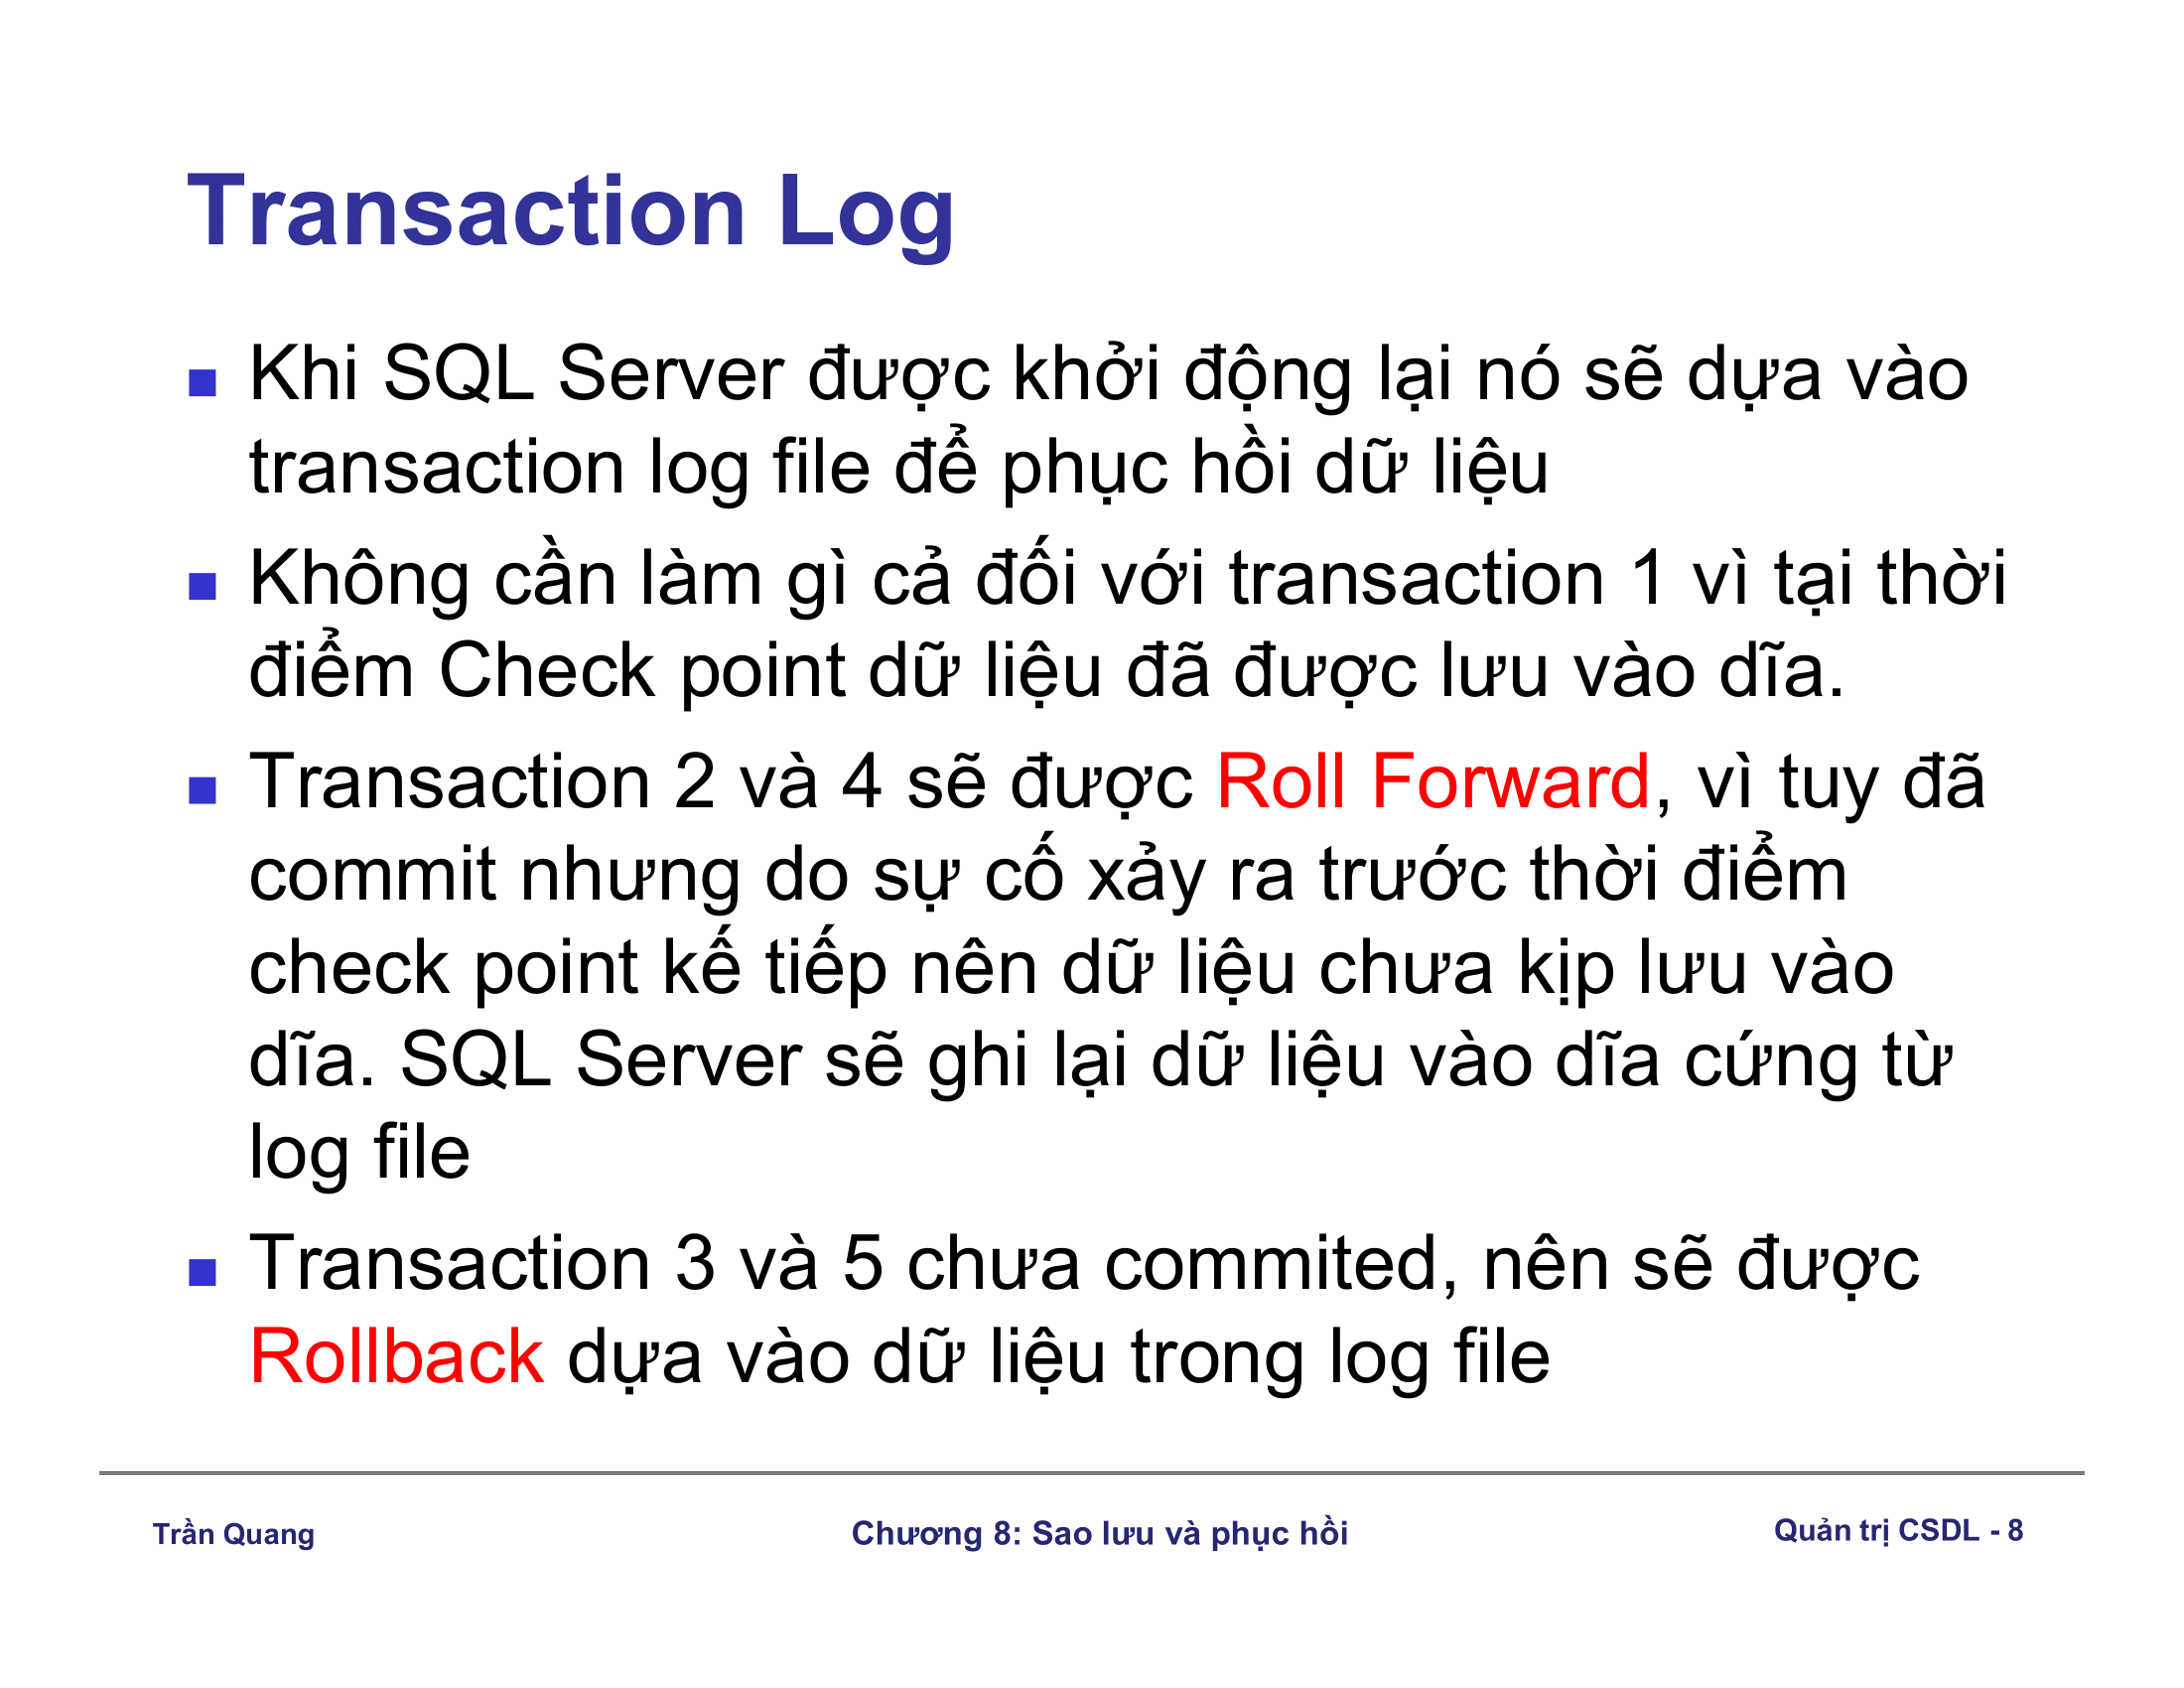 Transaction Log
Khi SQL Server được khởi động lại nó sẽ dựa vào
transaction log file để phục hồi dữ liệu
Không cần làm gì cả đối với transaction 1 vì tại thời
điểm Check point dữ liệu đã được lưu vào dĩa.
Transaction 2 và 4 sẽ được Roll Forward, vì tuy đã
commit nhưng do sự cố xảy ra trước thời điểm
check point kế tiếp nên dữ liệu chưa kịp lưu vào
dĩa. SQL Server sẽ ghi lại dữ liệu vào dĩa cứng từ
log file
Transaction 3 và 5 chưa commited, nên sẽ được
Rollback dựa vào dữ liệu trong log file
Trần Quang
Chương 8: Sao lưu và phục hồi
Quản trị CSDL - 8